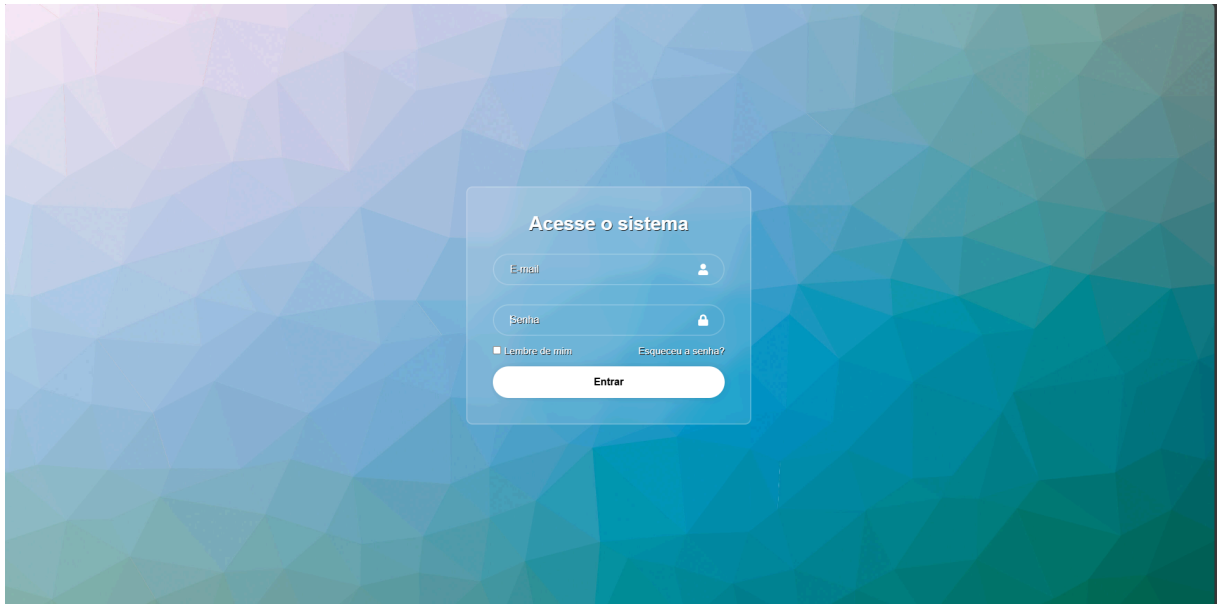 Acesse o sistema
E-mail
Senha
Lembre de mim Esqueceu a senha?
Entrar